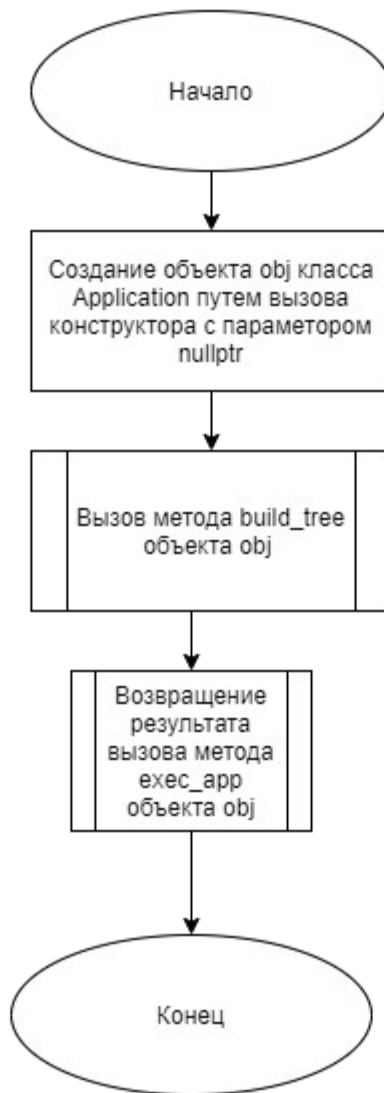 Начало
Создание объекта obj класса
Application путем вызова
конструктора с параметором
nullptr
Вызов метода build_tree
объекта obj
Возвращение
результата
вызова метода
exec_app
объекта obj
Конец